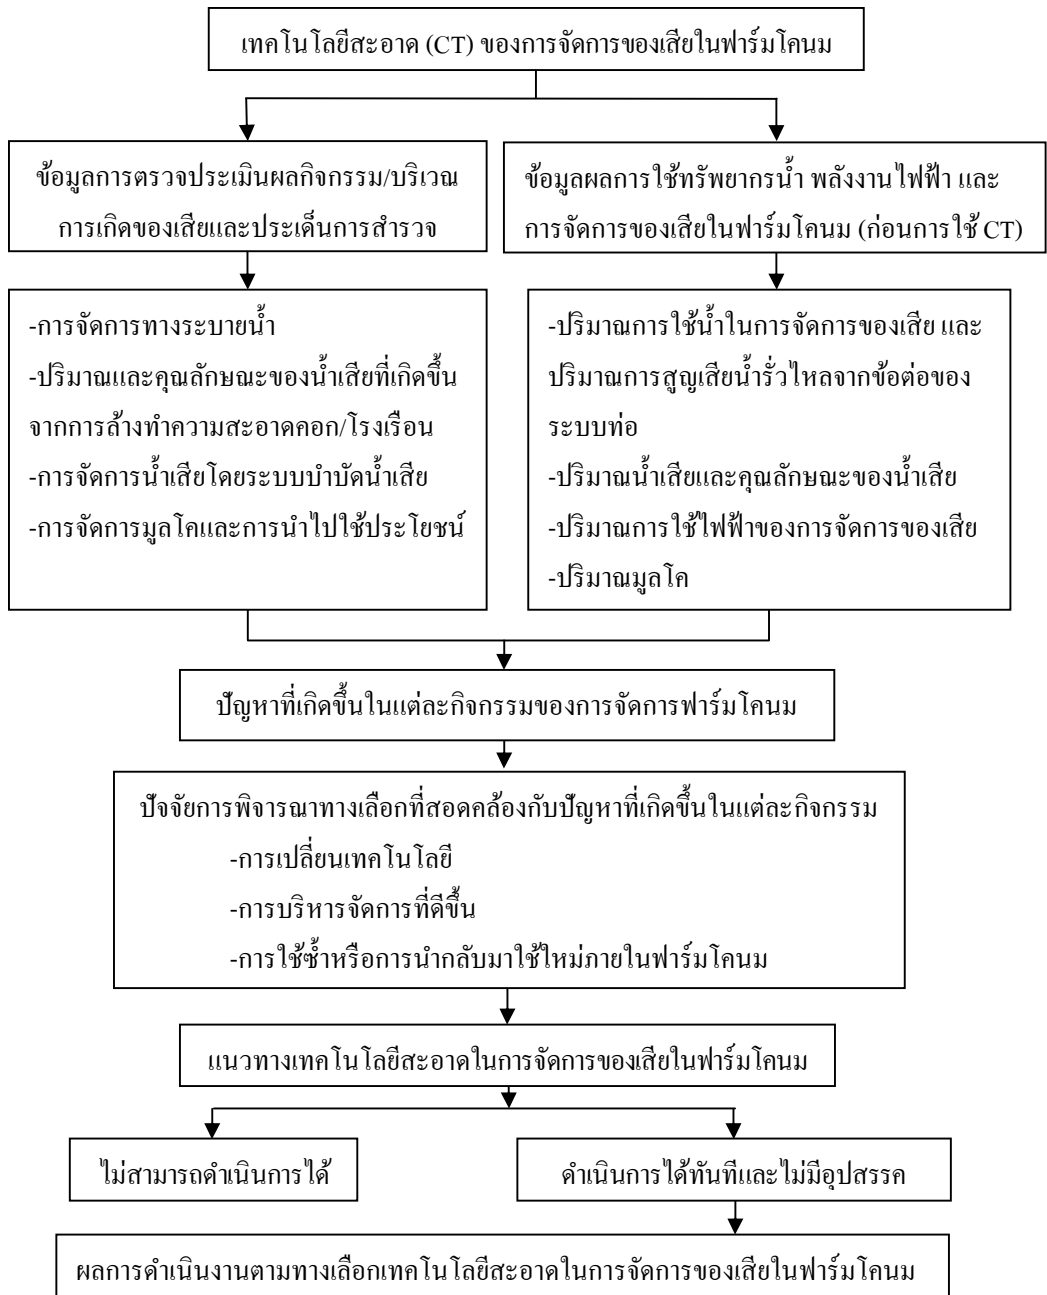 เทคโนโลยีสะอาด (CT) ของการจัดการของเสียในฟาร์มโคนม
ข้อมูลการตรวจประเมินผลกิจกรรม/บริเวณ
การเกิดของเสียและประเด็นการสำรวจ
ข้อมูลผลการใช้ทรัพยากรน้ำ พลังงานไฟฟ้า และ
การจัดการของเสียในฟาร์มโคนม (ก่อนการใช้ CT)
-การจัดการทางระบายน้ำ
-ปริมาณและคุณลักษณะของน้ำเสียที่เกิดขึ้น
จากการล้างทำความสะอาดคอก/โรงเรือน
-การจัดการน้ำเสียโดยระบบบำบัดน้ำเสีย
-การจัดการมูลโคและการนำไปใช้ประโยชน์
-ปริมาณการใช้น้ำในการจัดการของเสีย และ
ปริมาณการสูญเสียน้ำรั่วไหลจากข้อต่อของ
ระบบท่อ
-ปริมาณน้ำเสียและคุณลักษณะของน้ำเสีย
-ปริมาณการใช้ไฟฟ้าของการจัดการของเสีย
-ปริมาณมูลโค
ปัญหาที่เกิดขึ้นในแต่ละกิจกรรมของการจัดการฟาร์มโคนม
ปัจจัยการพิจารณาทางเลือกที่สอดคล้องกับปัญหาที่เกิดขึ้นในแต่ละกิจกรรม
-การเปลี่ยนเทคโนโลยี
-การบริหารจัดการที่ดีขึ้น
-การใช้ซ้ำหรือการนำกลับมาใช้ใหม่ภายในฟาร์มโคนม
แนวทางเทคโนโลยีสะอาดในการจัดการของเสียในฟาร์มโคนม
ไม่สามารถดำเนินการได้
ดำเนินการได้ทันทีและไม่มีอุปสรรค
ผลการดำเนินงานตามทางเลือกเทคโนโลยีสะอาดในการจัดการของเสียในฟาร์มโคนม